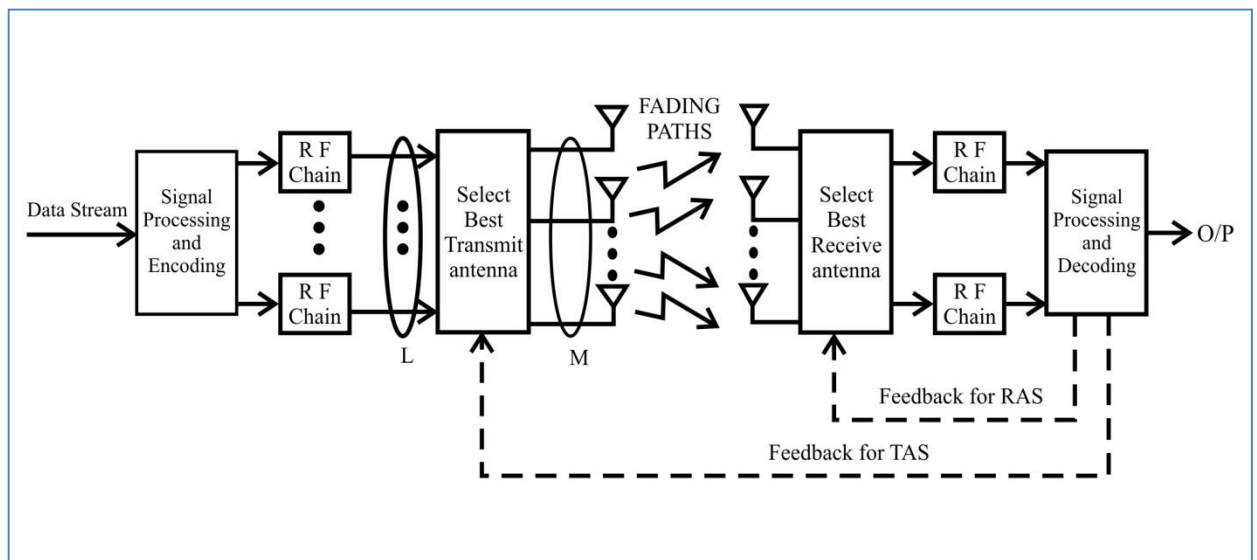 Data Stream
Signal
Processing
and
Encoding
R F
Chain
R F
Chain
L
Select
Best
Transmit
antenna
M
FADING
PATHS
Select
Best
Receive
antenna
R F
Chain
R F
Chain
Signal
Processing
and
Decoding
O/P
Feedback for RAS
Feedback for TAS